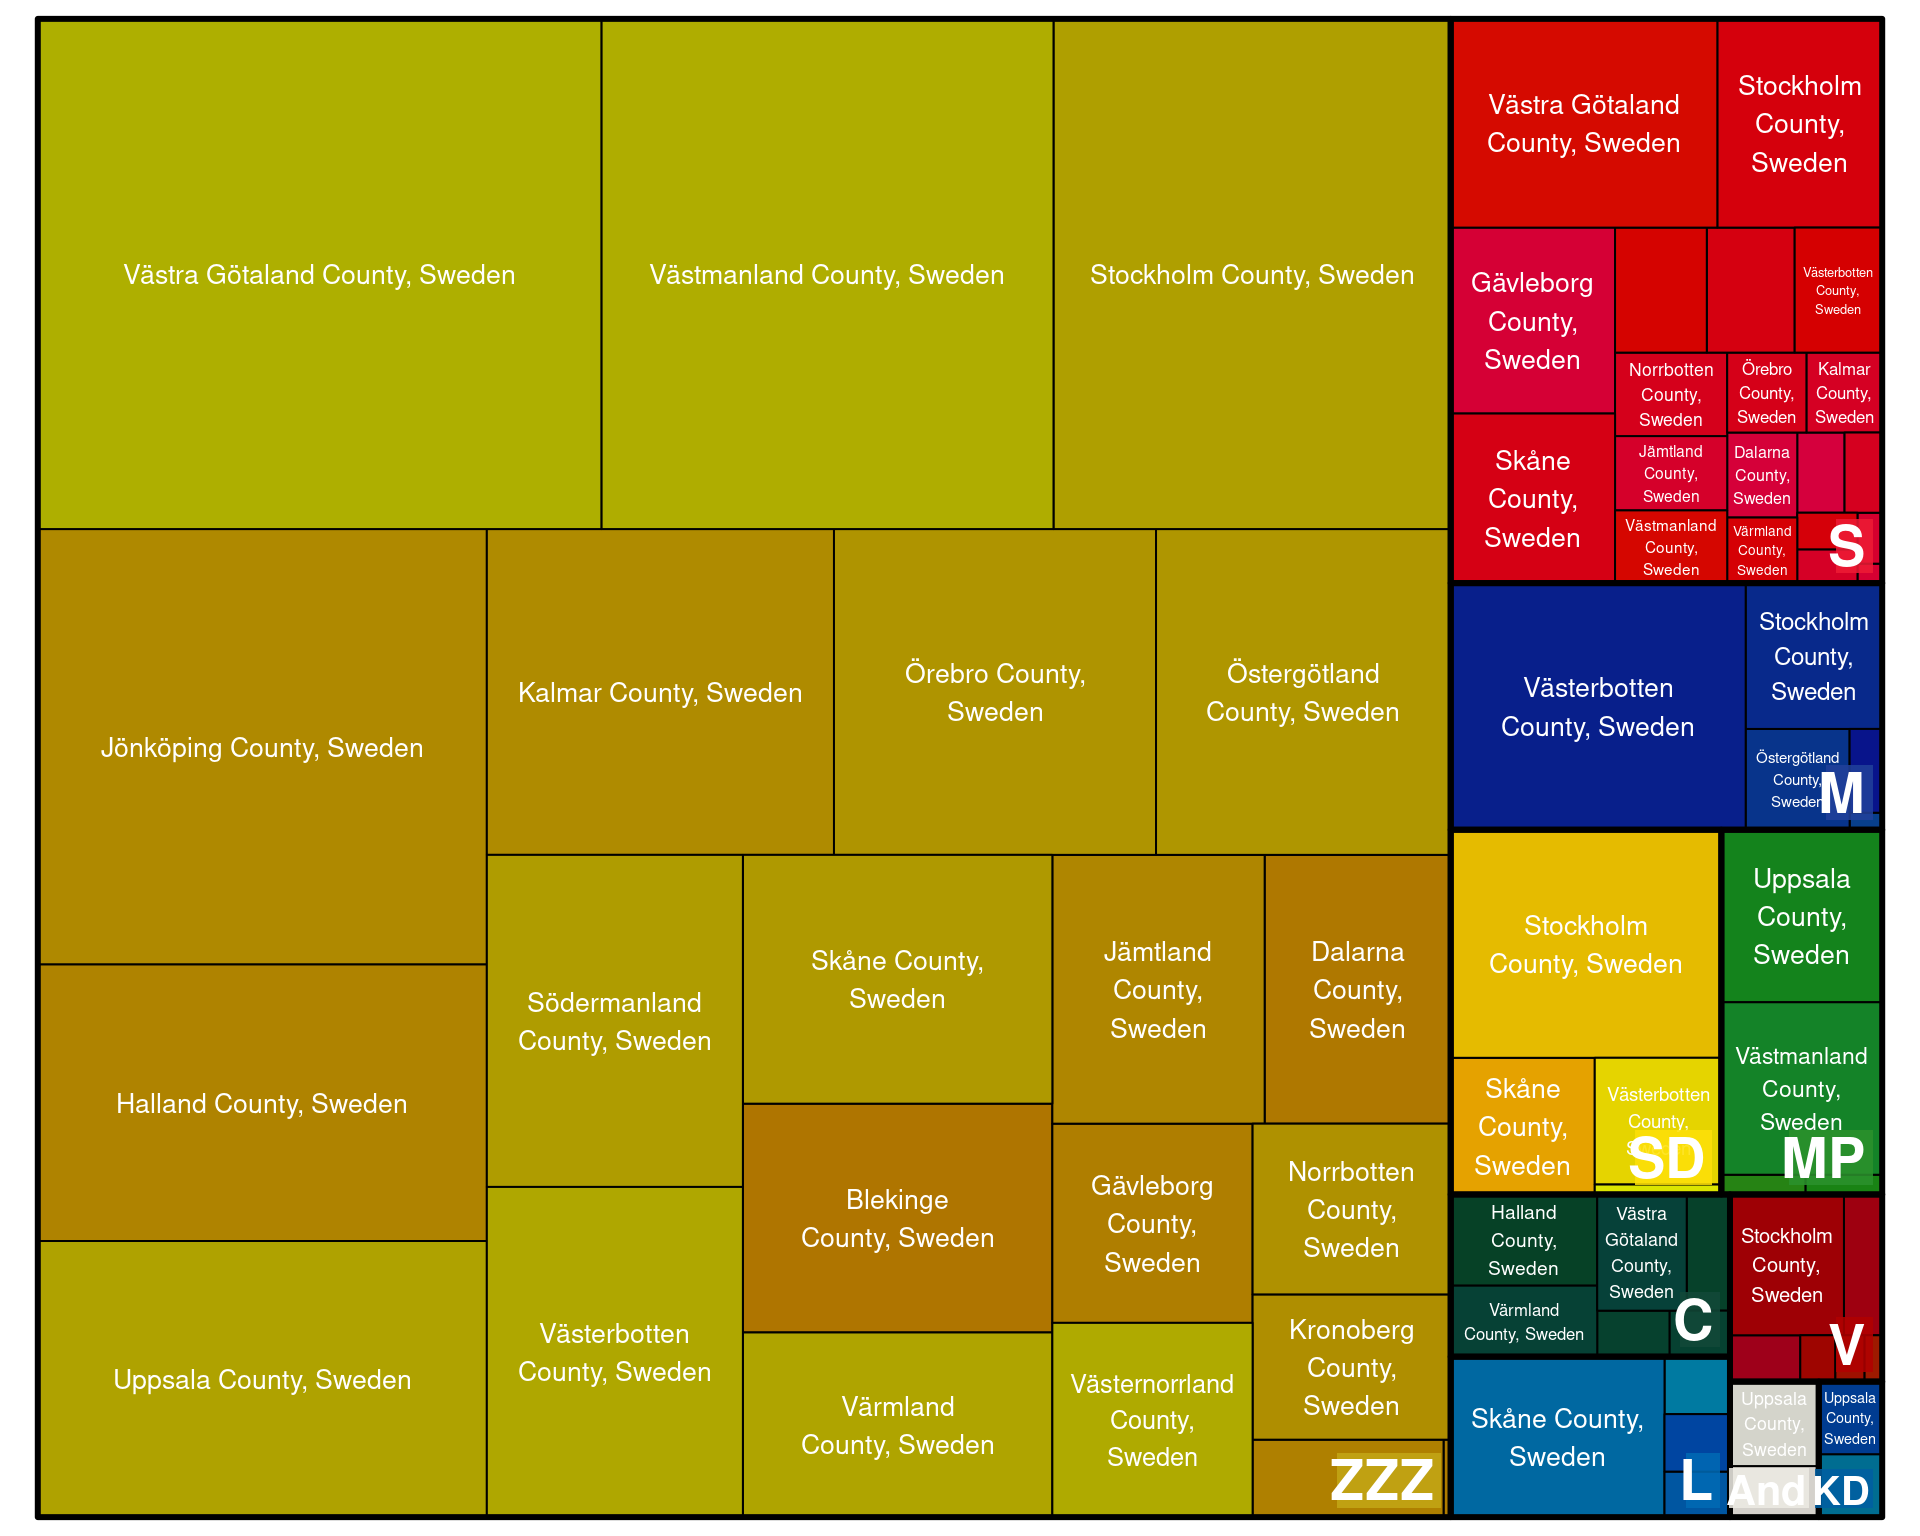 Västra Götaland County, Sweden
Västmanland County, Sweden
Stockholm County, Sweden
Jönköping County, Sweden
Kalmar County, Sweden
Örebro County,
Sweden
Östergötland
County, Sweden
Halland County, Sweden
Uppsala County, Sweden
Södermanland
County, Sweden
Västerbotten
County, Sweden
Skåne County,
Sweden
Blekinge
County, Sweden
Värmland
County, Sweden
Jämtland
County,
Sweden
Dalarna
County,
Sweden
Gävleborg
County,
Sweden
Norrbotten
County,
Sweden
Västernorrland
County,
Sweden
Kronoberg
County,
Sweden
ZZZ
Västra Götaland
County, Sweden
Stockholm
County,
Sweden
Gävleborg
County,
Sweden
Västerbotten
County,
Sweden
Skåne
County,
Sweden
Norrbotten
County,
Sweden
Örebro
County,
Sweden
Kalmar
County,
Sweden
Jämtland
County,
Sweden
Dalarna
County,
Sweden
Västmanland
County,
Sweden
Värmland
County,
Sweden
S
Västerbotten
County, Sweden
Stockholm
County,
Sweden
Östergötland
County,
Sweden
M
Stockholm
County, Sweden
Skåne
County,
Sweden
Västerbotten
County,
SD
Uppsala
County,
Sweden
Västmanland
County,
Sweden
MP
Halland
County,
Sweden
Västra
Götaland
County,
Sweden
Värmland
County, Sweden
C
Stockholm
County,
Sweden
V
Skåne County,
Sweden
L
Uppsala
County,
Sweden
And
Uppsala
County,
Sweden
KD